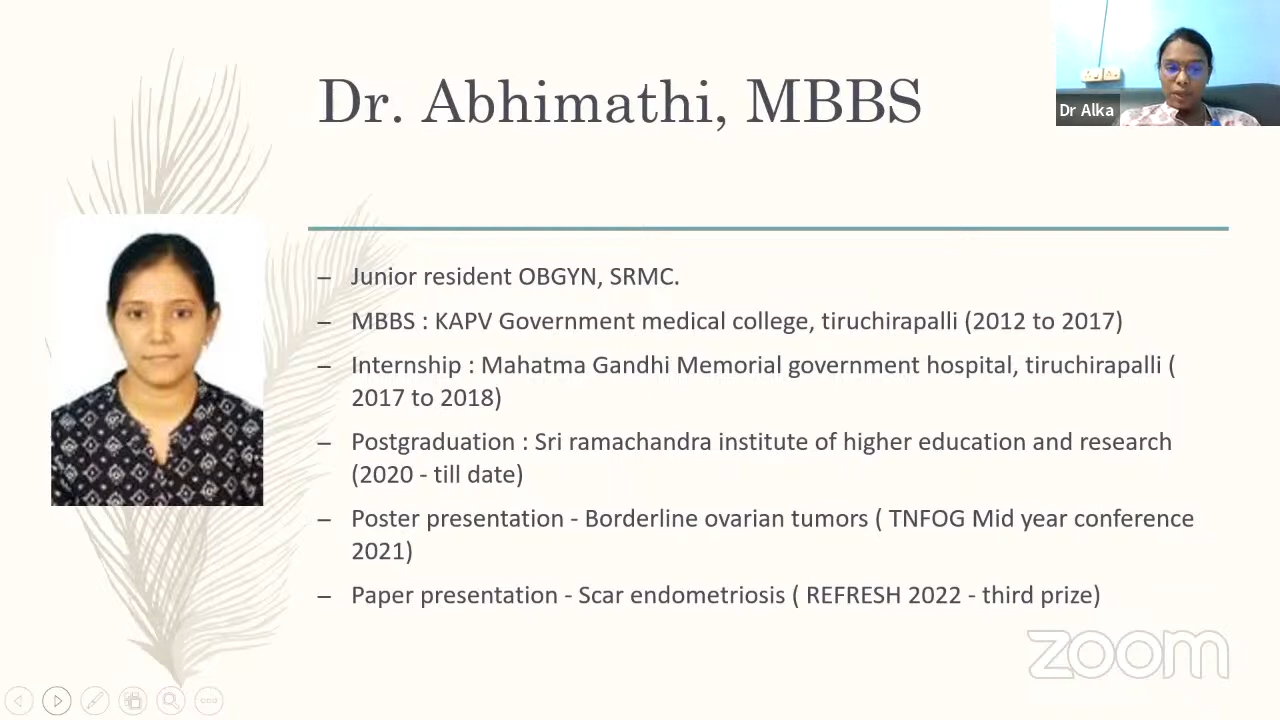 Dr. Abhimathi, MBBS
Dr Alka
– Junior resident OBGYN, SRMC.
– MBBS : KAPV Government medical college, tiruchirapalli (2012 to 2017)
– Internship : Mahatma Gandhi Memorial government hospital, tiruchirapalli (
2017 to 2018)
– Postgraduation : Sri ramachandra institute of higher education and research
(2020 - till date)
– Poster presentation - Borderline ovarian tumors ( TNFOG Mid year conference
2021)
– Paper presentation - Scar endometriosis ( REFRESH 2022 - third prize)
zoom